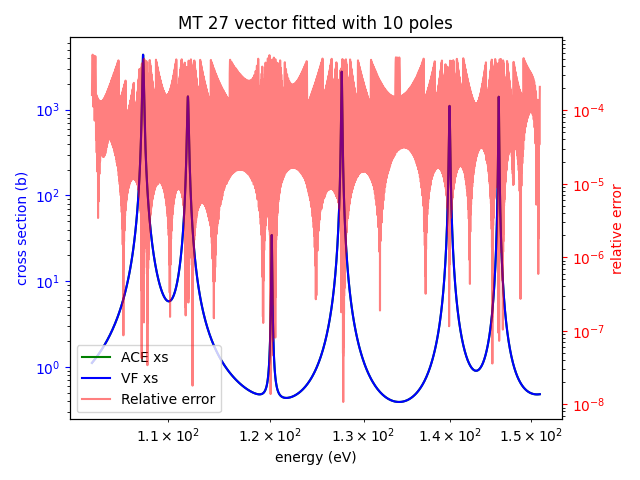 MT 27 vector fitted with 10 poles
cross section (b)
10³
10²
10¹
10⁰
10⁻⁴
10⁻⁵
10⁻⁶
10⁻⁷
10⁻⁸
relative error
ACE xs
VF xs
Relative error
1.1 × 10² 1.2 × 10² 1.3 × 10² 1.4 × 10² 1.5 × 10²
energy (eV)